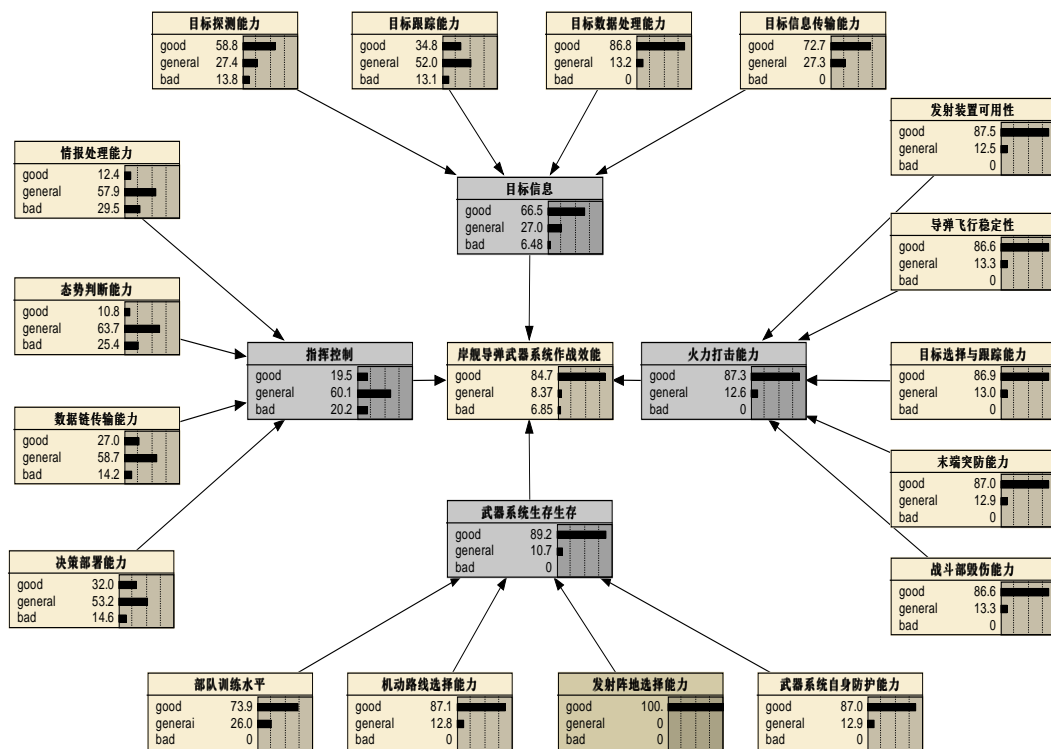 目标探测能力
good 58.8
general 27.4
bad 13.8
目标跟踪能力
good 34.8
general 52.0
bad 13.1
目标数据处理能力
good 86.8
general 13.2
bad 0
目标信息传输能力
good 72.7
general 27.3
bad 0
发射装置可用性
good 87.5
general 12.5
bad 0
情报处理能力
good 12.4
general 57.9
bad 29.5
目标信息
good 66.5
general 27.0
bad 6.48
导弹飞行稳定性
good 86.6
general 13.3
bad 0
态势判断能力
good 10.8
general 63.7
bad 25.4
指挥控制
good 19.5
general 60.1
bad 20.2
岸舰导弹武器系统作战效能
good 84.7
general 8.37
bad 6.85
火力打击能力
good 87.3
general 12.6
bad 0
目标选择与跟踪能力
good 86.9
general 13.0
bad 0
数据链传输能力
good 27.0
general 58.7
bad 14.2
末端突防能力
good 87.0
general 12.9
bad 0
武器系统生存生存
good 89.2
general 10.7
bad 0
决策部署能力
good 32.0
general 53.2
bad 14.6
战斗部毁伤能力
good 86.6
general 13.3
bad 0
部队训练水平
good 73.9
generai 26.0
bad 0
机动路线选择能力
good 87.1
general 12.8
bad 0
发射阵地选择能力
good 100.
general 0
bad 0
武器系统自身防护能力
good 87.0
general 12.9
bad 0